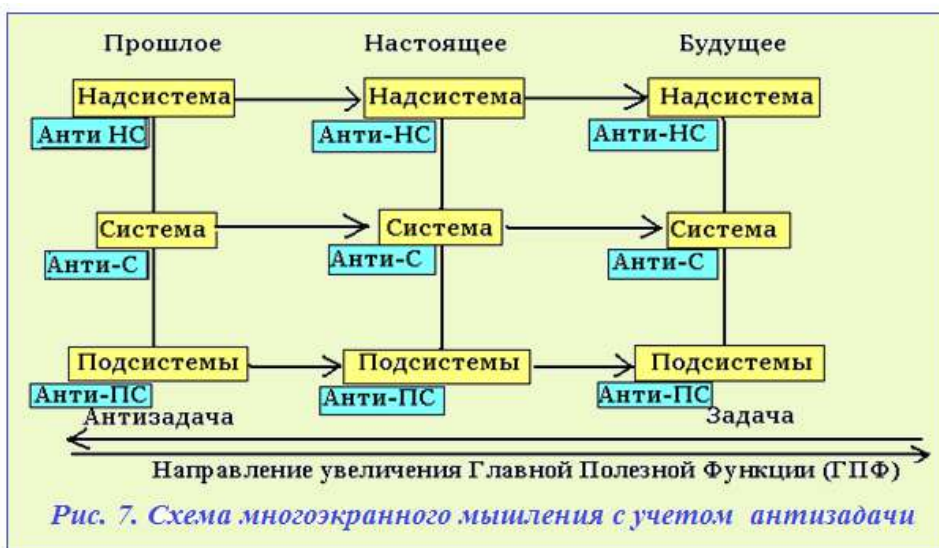 Прошлое Настоящее Будущее
Надсистема Надсистема Надсистема
Анти НС Анти-НС Анти-НС
Система Система Система
Анти-С Анти-С Анти-С
Подсистемы Подсистемы Подсистемы
Анти-ПС Анти-ПС Анти-ПС
Антизадача Задача
Направление увеличения Главной Полезной Функции (ГПФ)
Рис. 7. Схема многоэкранного мышления с учетом антизадачи